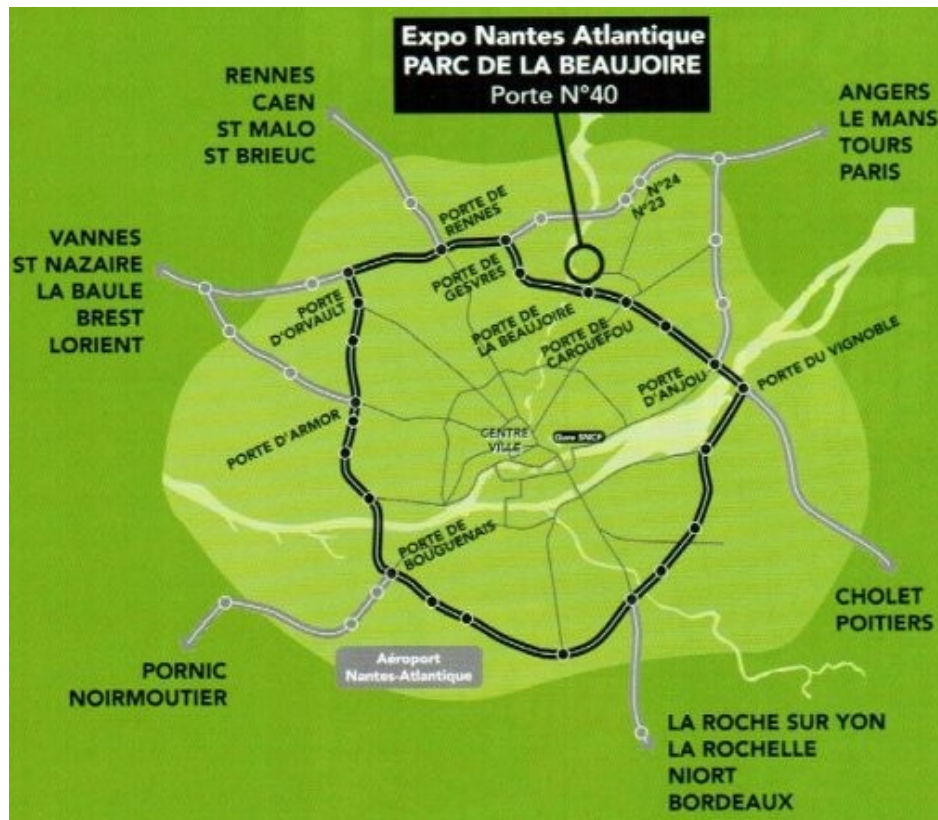 Expo Nantes Atlantique
PARC DE LA BEAUJOIRE
Porte N°40
RENNES
CAEN
ST MALO
ST BRIEUC
ANGERS
LE MANS
TOURS
PARIS
VANNES
ST NAZAIRE
LA BAULE
BREST
LORIENT
PORTE DE
RENNES
N°24
N°23
PORTE
D'ORVAULT
PORTE DE
GESVRES
PORTE DE
LA BEAUJOIRE
PORTE DE
CARQUEFOU
PORTE
D'ANJOU
PORTE DU VIGNOBLE
PORTE D'ARMOR
CENTRE
VILLE
Gare SNCF
PORTE DE
BOUGUENAIS
CHOLET
POITIERS
PORNIC
NOIRMOUTIER
Aéroport
Nantes-Atlantique
LA ROCHE SUR YON
LA ROCHELLE
NIORT
BORDEAUX